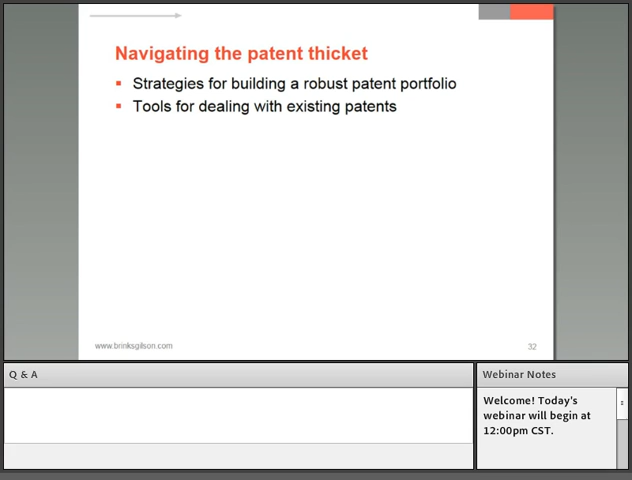 Navigating the patent thicket
Strategies for building a robust patent portfolio
Tools for dealing with existing patents
www.brinksgilson.com
32
Q & A
Webinar Notes
Welcome! Today's
webinar will begin at
12:00pm CST.